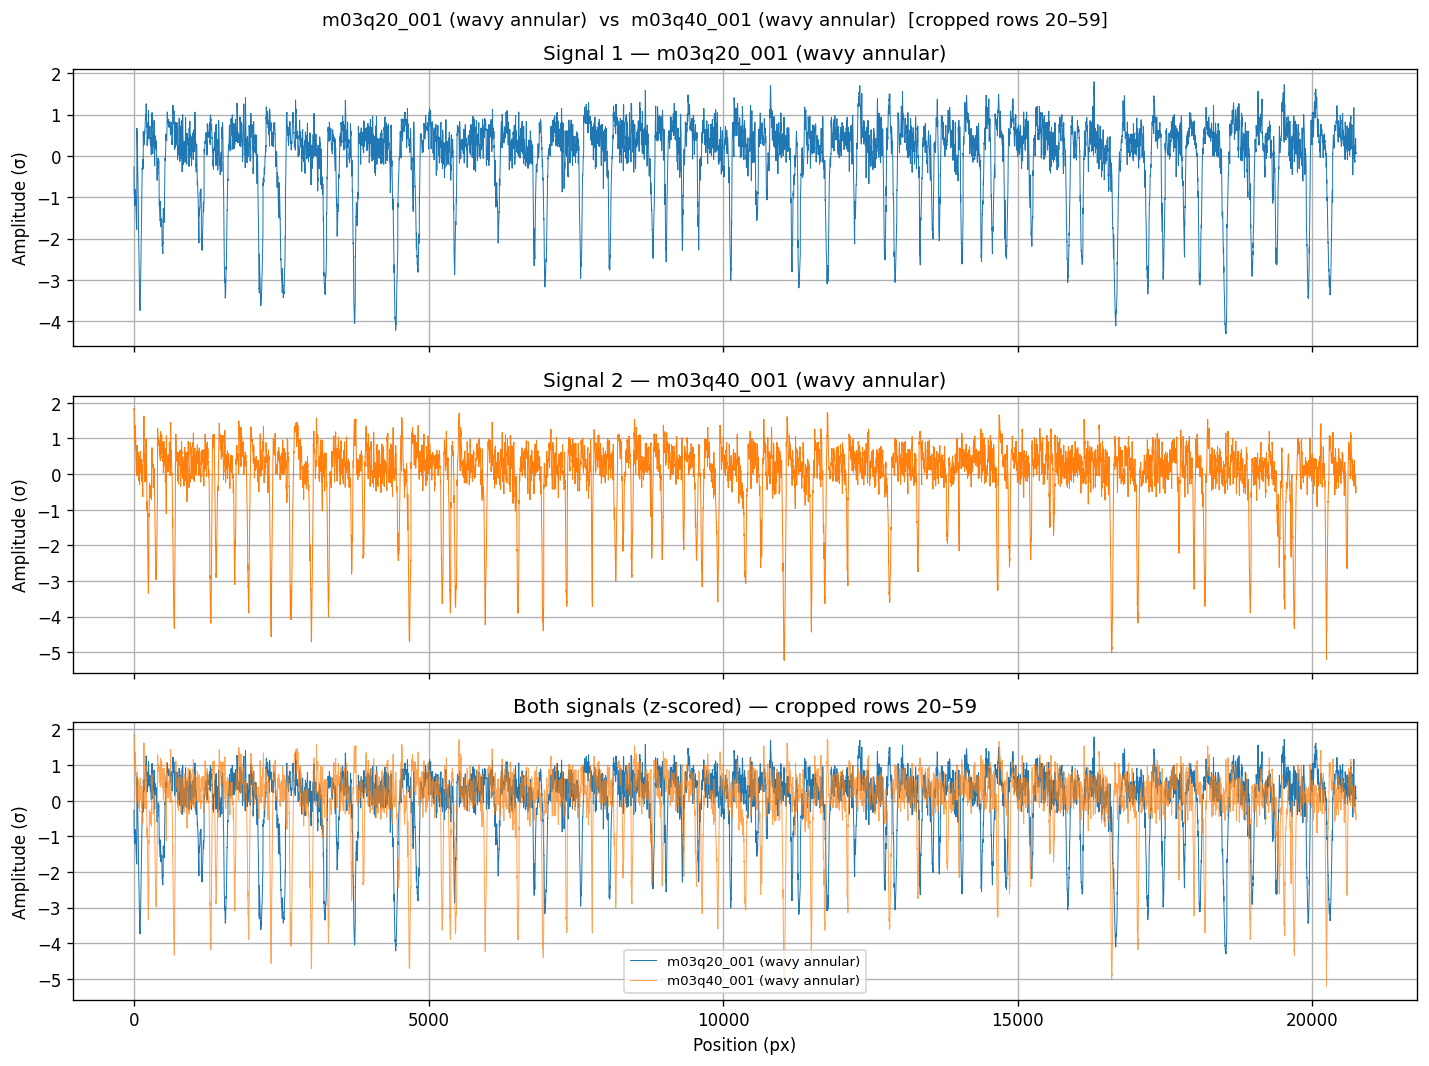 m03q20_001 (wavy annular)  vs  m03q40_001 (wavy annular)  [cropped rows 20–59]
Signal 1 — m03q20_001 (wavy annular)
2
1
0
−1
−2
−3
−4
Amplitude (σ)
Signal 2 — m03q40_001 (wavy annular)
2
1
0
−1
−2
−3
−4
−5
Amplitude (σ)
Both signals (z-scored) — cropped rows 20–59
2
1
0
−1
−2
−3
−4
−5
Amplitude (σ)
m03q20_001 (wavy annular)
m03q40_001 (wavy annular)
0 5000 10000 15000 20000
Position (px)